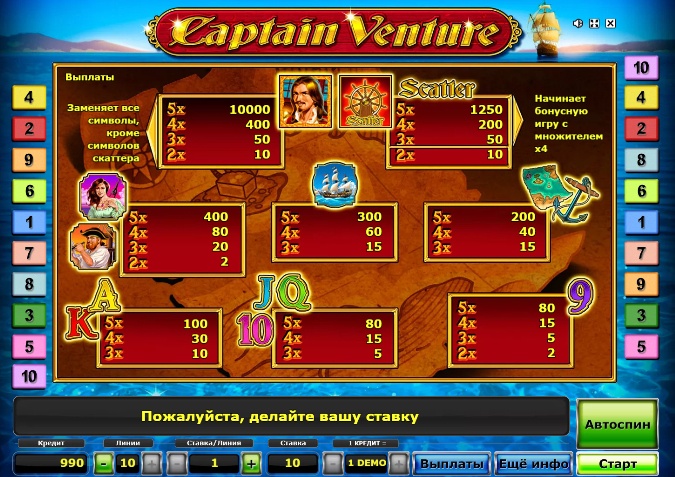 Captain Venture
Выплаты
Заменяет все
символы,
кроме
символов
скаттера
5x 10000
4x 400
3x 50
2x 10
Scatter
Scatter
5x 1250
4x 200
3x 50
2x 10
Начинает
бонусную
игру с
множителем
x4
5x 400
4x 80
3x 20
2x 2
5x 300
4x 60
3x 15
5x 200
4x 40
3x 15
A
K
5x 100
4x 30
3x 10
J Q
10
5x 80
4x 15
3x 5
9
5x 80
4x 15
3x 5
2x 2
4
2
9
6
1
7
8
3
5
10
10
4
2
8
6
1
7
9
3
5
Пожалуйста, делайте вашу ставку
Автоспин
Кредит Линии Ставка/Линия Ставка 1 КРЕДИТ =
990 - 10 + - 1 + 10 - 1 DEMO + Выплаты Ещё инфо Старт